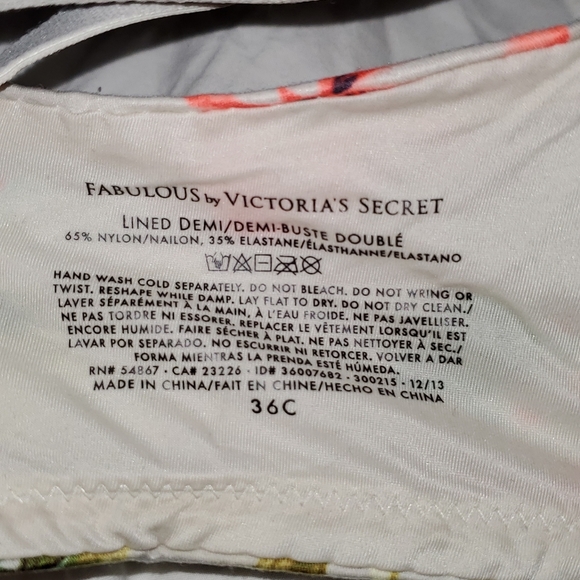 FABULOUS by VICTORIA'S SECRET
LINED DEMI/DEMI-BUSTE DOUBLÉ
65% NYLON/NAILON, 35% ELASTANE/ÉLASTHANNE/ELASTANO
HAND WASH COLD SEPARATELY. DO NOT BLEACH. DO NOT WRING OR
TWIST. RESHAPE WHILE DAMP. LAY FLAT TO DRY. DO NOT DRY CLEAN./
LAVER SÉPARÉMENT À LA MAIN, À L'EAU FROIDE. NE PAS JAVELLISER.
NE PAS TORDRE NI ESSORER. REPLACER LE VÊTEMENT LORSQU'IL EST
ENCORE HUMIDE. FAIRE SÉCHER À PLAT. NE PAS NETTOYER À SEC./
LAVAR POR SEPARADO. NO ESCURRIR NI RETORCER. VOLVER A DAR
FORMA MIENTRAS LA PRENDA ESTÉ HÚMEDA.
RN# 54867 • CA# 23226 • ID# 36007682 • 300215 • 12/13
MADE IN CHINA/FAIT EN CHINE/HECHO EN CHINA
36C